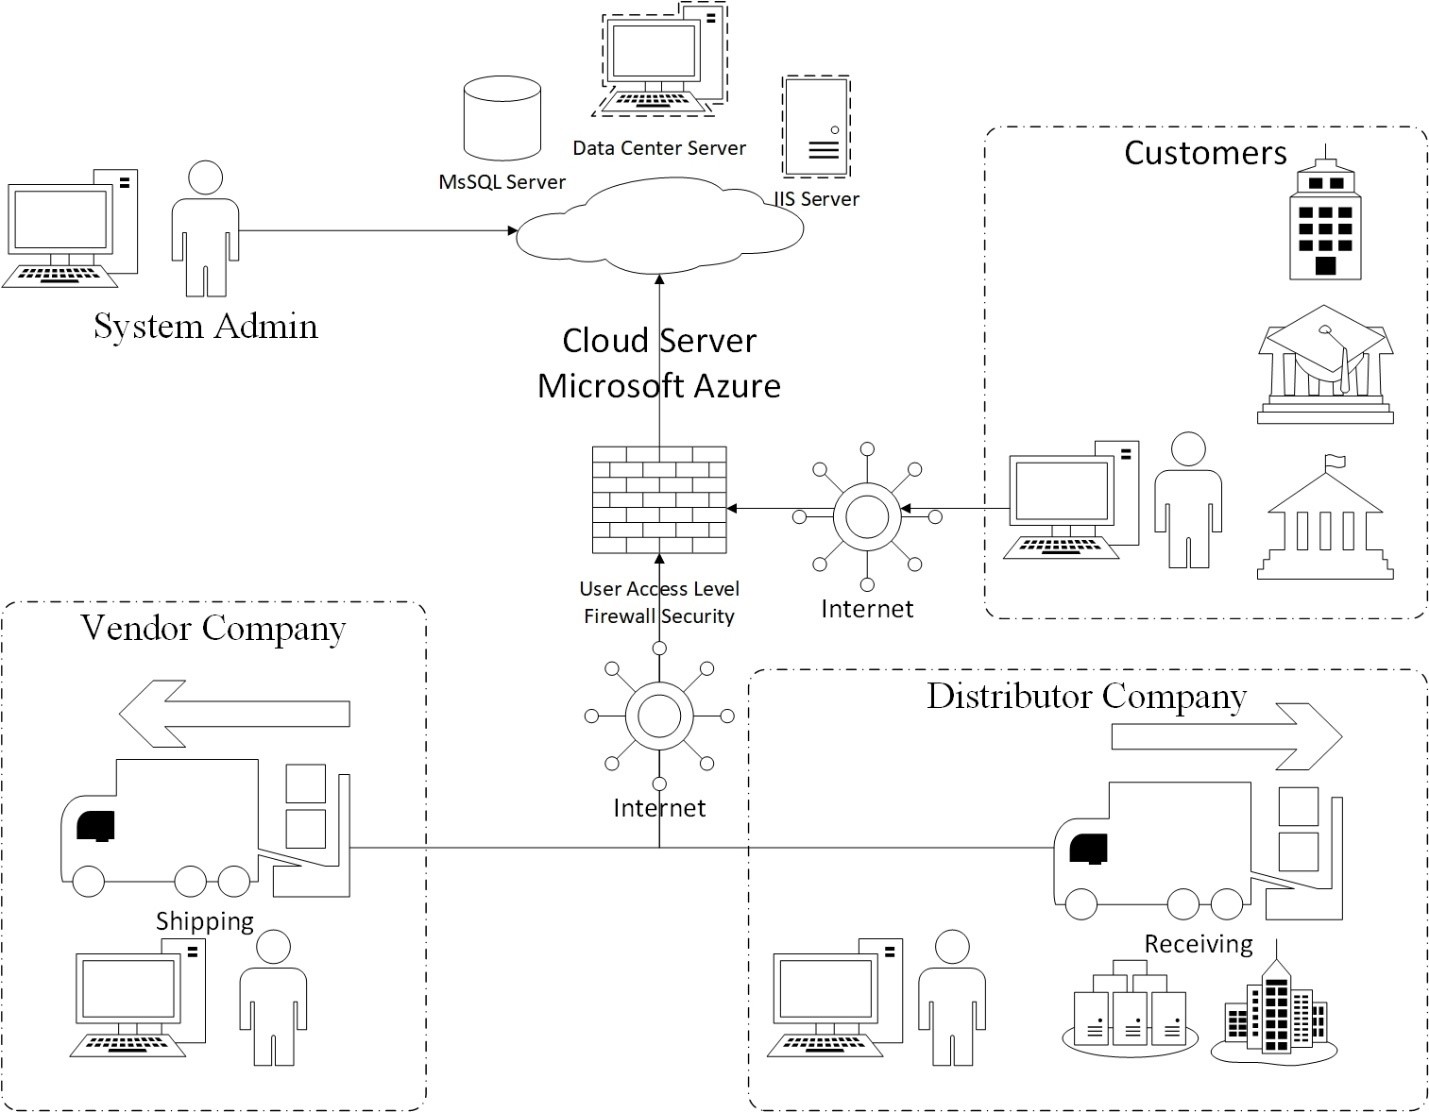 Data Center Server
MsSQL Server
IIS Server
Customers
System Admin
Cloud Server
Microsoft Azure
User Access Level
Firewall Security
Internet
Vendor Company
Distributor Company
Internet
Shipping
Receiving